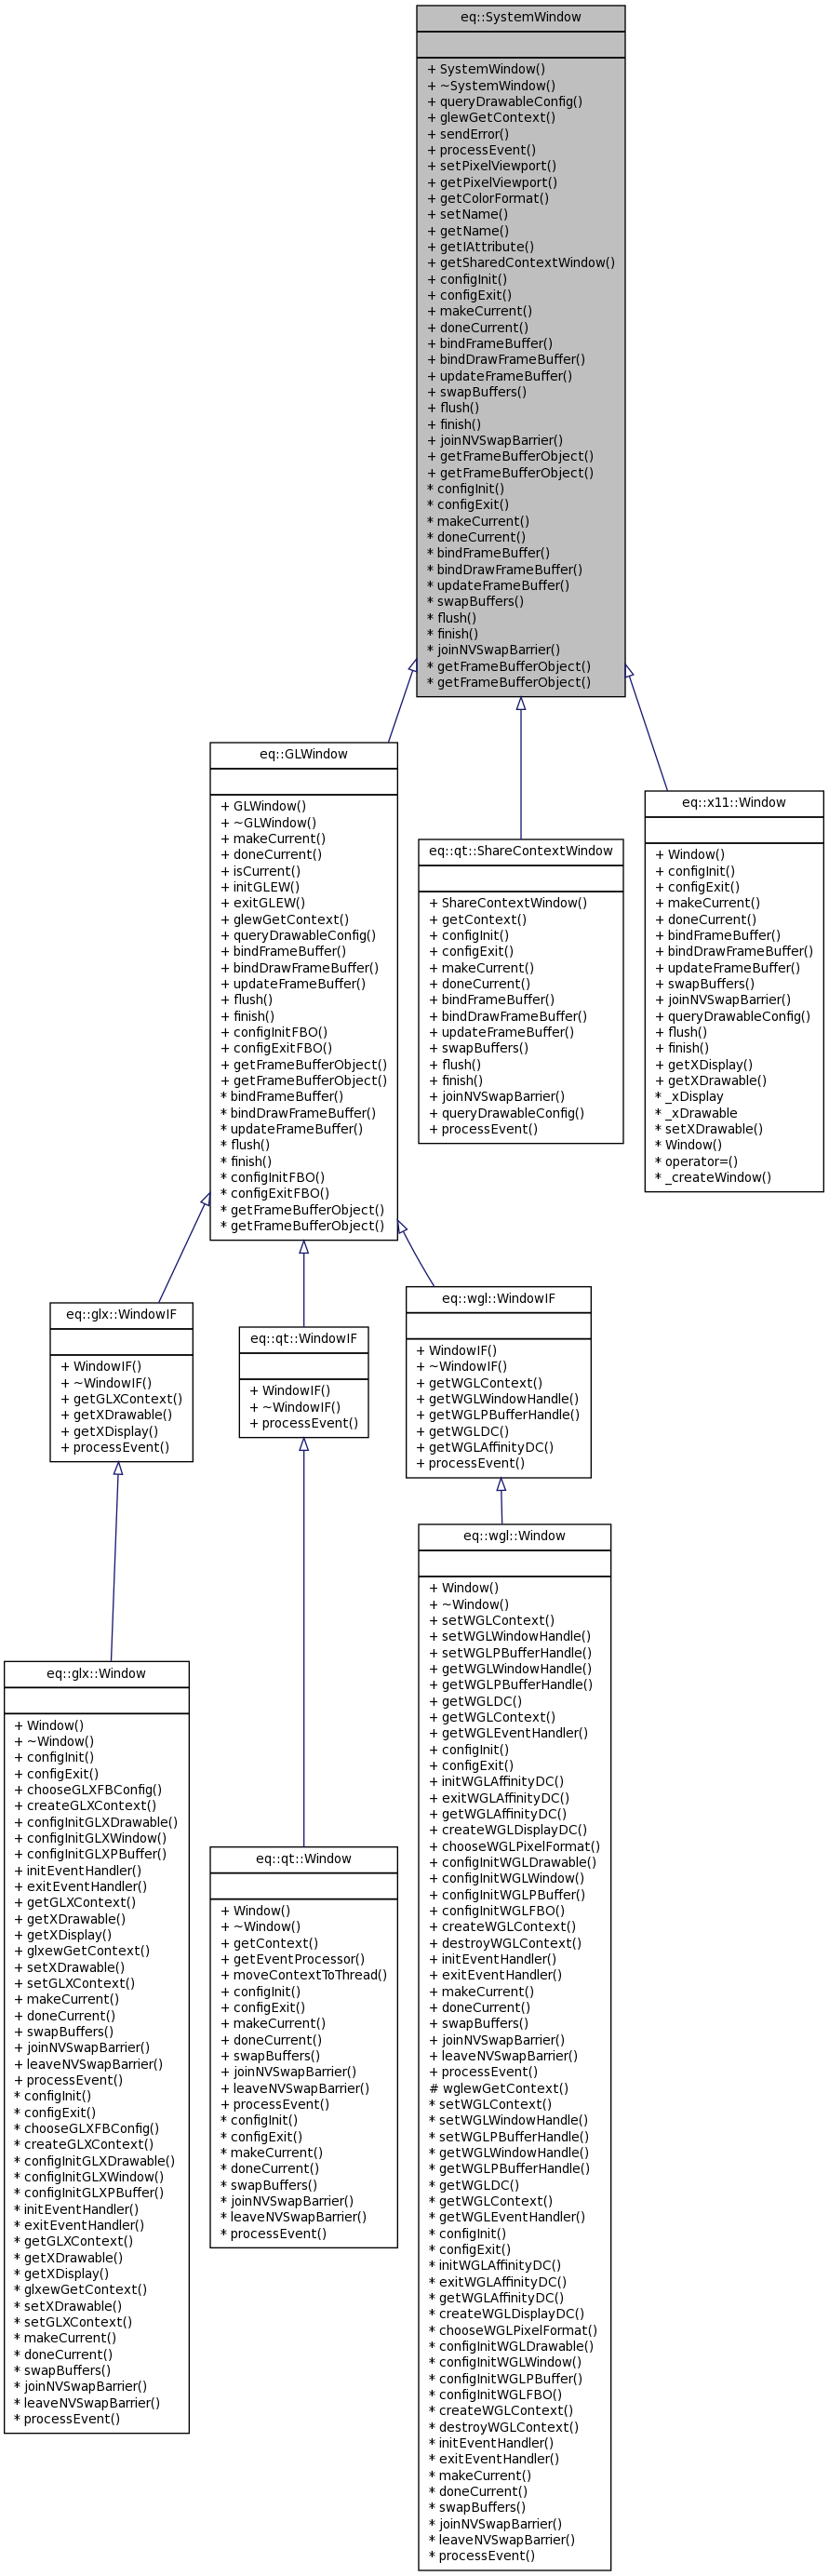 eq::SystemWindow
+ SystemWindow()
+ ~SystemWindow()
+ queryDrawableConfig()
+ glewGetContext()
+ sendError()
+ processEvent()
+ setPixelViewport()
+ getPixelViewport()
+ getColorFormat()
+ setName()
+ getName()
+ getIAttribute()
+ getSharedContextWindow()
+ configInit()
+ configExit()
+ makeCurrent()
+ doneCurrent()
+ bindFrameBuffer()
+ bindDrawFrameBuffer()
+ updateFrameBuffer()
+ swapBuffers()
+ flush()
+ finish()
+ joinNVSwapBarrier()
+ getFrameBufferObject()
+ getFrameBufferObject()
* configInit()
* configExit()
* makeCurrent()
* doneCurrent()
* bindFrameBuffer()
* bindDrawFrameBuffer()
* updateFrameBuffer()
* swapBuffers()
* flush()
* finish()
* joinNVSwapBarrier()
* getFrameBufferObject()
* getFrameBufferObject()
eq::GLWindow
+ GLWindow()
+ ~GLWindow()
+ makeCurrent()
+ doneCurrent()
+ isCurrent()
+ initGLEW()
+ exitGLEW()
+ glewGetContext()
+ queryDrawableConfig()
+ bindFrameBuffer()
+ bindDrawFrameBuffer()
+ updateFrameBuffer()
+ flush()
+ finish()
+ configInitFBO()
+ configExitFBO()
+ getFrameBufferObject()
+ getFrameBufferObject()
* bindFrameBuffer()
* bindDrawFrameBuffer()
* updateFrameBuffer()
* flush()
* finish()
* configInitFBO()
* configExitFBO()
* getFrameBufferObject()
* getFrameBufferObject()
eq::qt::ShareContextWindow
+ ShareContextWindow()
+ getContext()
+ configInit()
+ configExit()
+ makeCurrent()
+ doneCurrent()
+ bindFrameBuffer()
+ bindDrawFrameBuffer()
+ updateFrameBuffer()
+ swapBuffers()
+ flush()
+ finish()
+ joinNVSwapBarrier()
+ queryDrawableConfig()
+ processEvent()
eq::x11::Window
+ Window()
+ configInit()
+ configExit()
+ makeCurrent()
+ doneCurrent()
+ bindFrameBuffer()
+ bindDrawFrameBuffer()
+ updateFrameBuffer()
+ swapBuffers()
+ joinNVSwapBarrier()
+ queryDrawableConfig()
+ flush()
+ finish()
+ getXDisplay()
+ getXDrawable()
* _xDisplay
* _xDrawable
* setXDrawable()
* Window()
* operator=()
* _createWindow()
eq::glx::WindowIF
+ WindowIF()
+ ~WindowIF()
+ getGLXContext()
+ getXDrawable()
+ getXDisplay()
+ processEvent()
eq::qt::WindowIF
+ WindowIF()
+ ~WindowIF()
+ processEvent()
eq::wgl::WindowIF
+ WindowIF()
+ ~WindowIF()
+ getWGLContext()
+ getWGLWindowHandle()
+ getWGLPBufferHandle()
+ getWGLDC()
+ getWGLAffinityDC()
+ processEvent()
eq::glx::Window
+ Window()
+ ~Window()
+ configInit()
+ configExit()
+ chooseGLXFBConfig()
+ createGLXContext()
+ configInitGLXDrawable()
+ configInitGLXWindow()
+ configInitGLXPBuffer()
+ initEventHandler()
+ exitEventHandler()
+ getGLXContext()
+ getXDrawable()
+ getXDisplay()
+ glxewGetContext()
+ setXDrawable()
+ setGLXContext()
+ makeCurrent()
+ doneCurrent()
+ swapBuffers()
+ joinNVSwapBarrier()
+ leaveNVSwapBarrier()
+ processEvent()
* configInit()
* configExit()
* chooseGLXFBConfig()
* createGLXContext()
* configInitGLXDrawable()
* configInitGLXWindow()
* configInitGLXPBuffer()
* initEventHandler()
* exitEventHandler()
* getGLXContext()
* getXDrawable()
* getXDisplay()
* glxewGetContext()
* setXDrawable()
* setGLXContext()
* makeCurrent()
* doneCurrent()
* swapBuffers()
* joinNVSwapBarrier()
* leaveNVSwapBarrier()
* processEvent()
eq::qt::Window
+ Window()
+ ~Window()
+ getContext()
+ getEventProcessor()
+ moveContextToThread()
+ configInit()
+ configExit()
+ makeCurrent()
+ doneCurrent()
+ swapBuffers()
+ joinNVSwapBarrier()
+ leaveNVSwapBarrier()
+ processEvent()
* configInit()
* configExit()
* makeCurrent()
* doneCurrent()
* swapBuffers()
* joinNVSwapBarrier()
* leaveNVSwapBarrier()
* processEvent()
eq::wgl::Window
+ Window()
+ ~Window()
+ setWGLContext()
+ setWGLWindowHandle()
+ setWGLPBufferHandle()
+ getWGLWindowHandle()
+ getWGLPBufferHandle()
+ getWGLDC()
+ getWGLContext()
+ getWGLEventHandler()
+ configInit()
+ configExit()
+ initWGLAffinityDC()
+ exitWGLAffinityDC()
+ getWGLAffinityDC()
+ createWGLDisplayDC()
+ chooseWGLPixelFormat()
+ configInitWGLDrawable()
+ configInitWGLWindow()
+ configInitWGLPBuffer()
+ configInitWGLFBO()
+ createWGLContext()
+ destroyWGLContext()
+ initEventHandler()
+ exitEventHandler()
+ makeCurrent()
+ doneCurrent()
+ swapBuffers()
+ joinNVSwapBarrier()
+ leaveNVSwapBarrier()
+ processEvent()
# wglewGetContext()
* setWGLContext()
* setWGLWindowHandle()
* setWGLPBufferHandle()
* getWGLWindowHandle()
* getWGLPBufferHandle()
* getWGLDC()
* getWGLContext()
* getWGLEventHandler()
* configInit()
* configExit()
* initWGLAffinityDC()
* exitWGLAffinityDC()
* getWGLAffinityDC()
* createWGLDisplayDC()
* chooseWGLPixelFormat()
* configInitWGLDrawable()
* configInitWGLWindow()
* configInitWGLPBuffer()
* configInitWGLFBO()
* createWGLContext()
* destroyWGLContext()
* initEventHandler()
* exitEventHandler()
* makeCurrent()
* doneCurrent()
* swapBuffers()
* joinNVSwapBarrier()
* leaveNVSwapBarrier()
* processEvent()